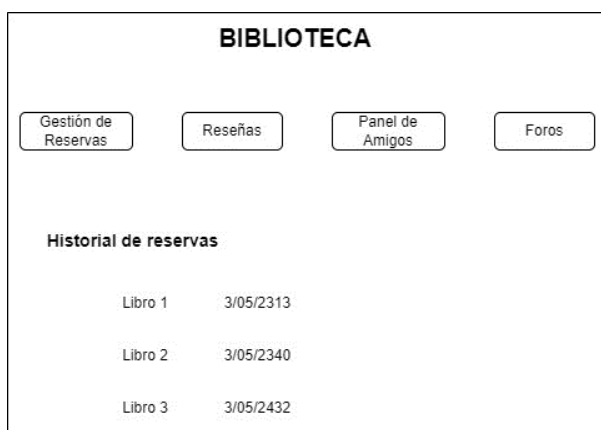 BIBLIOTECA
Gestión de
Reservas
Reseñas
Panel de
Amigos
Foros
Historial de reservas
Libro 1 3/05/2313
Libro 2 3/05/2340
Libro 3 3/05/2432